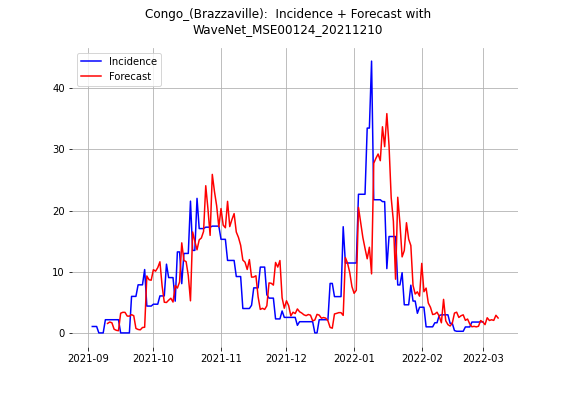 Congo_(Brazzaville):  Incidence + Forecast with
WaveNet_MSE00124_20211210
Incidence
Forecast
40
30
20
10
0
2021-09 2021-10 2021-11 2021-12 2022-01 2022-02 2022-03